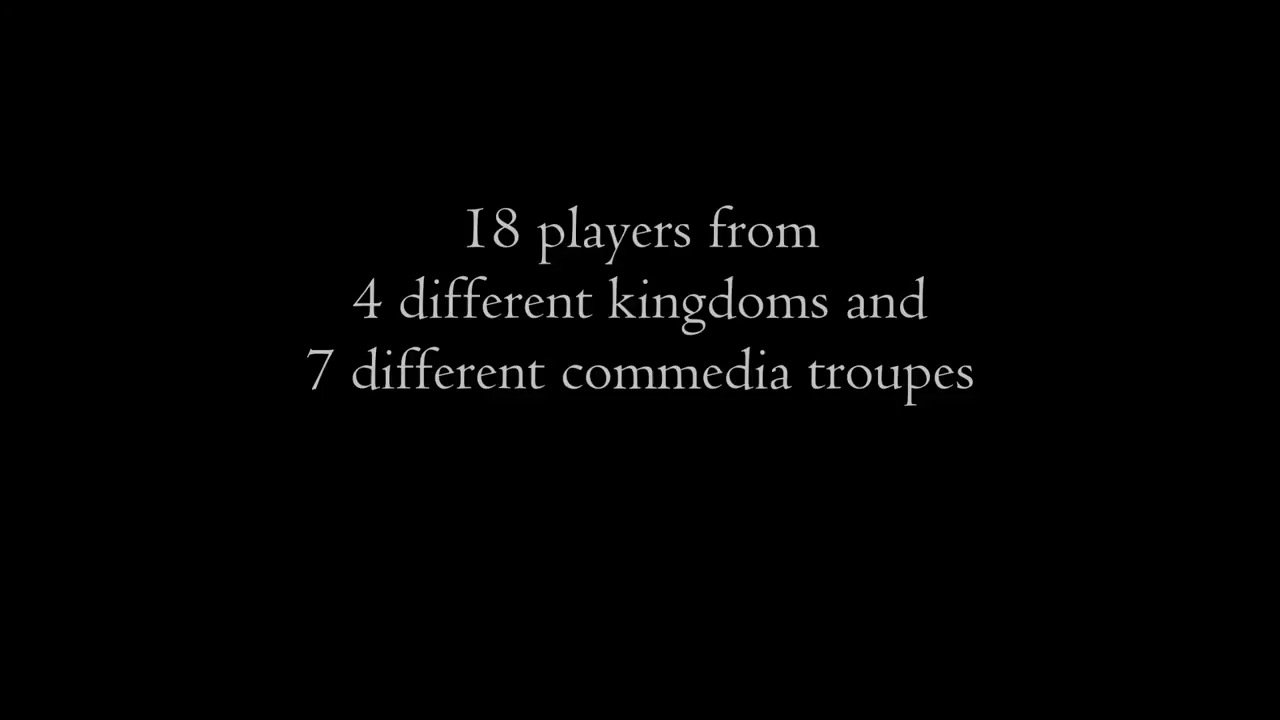 18 players from
4 different kingdoms and
7 different commedia troupes